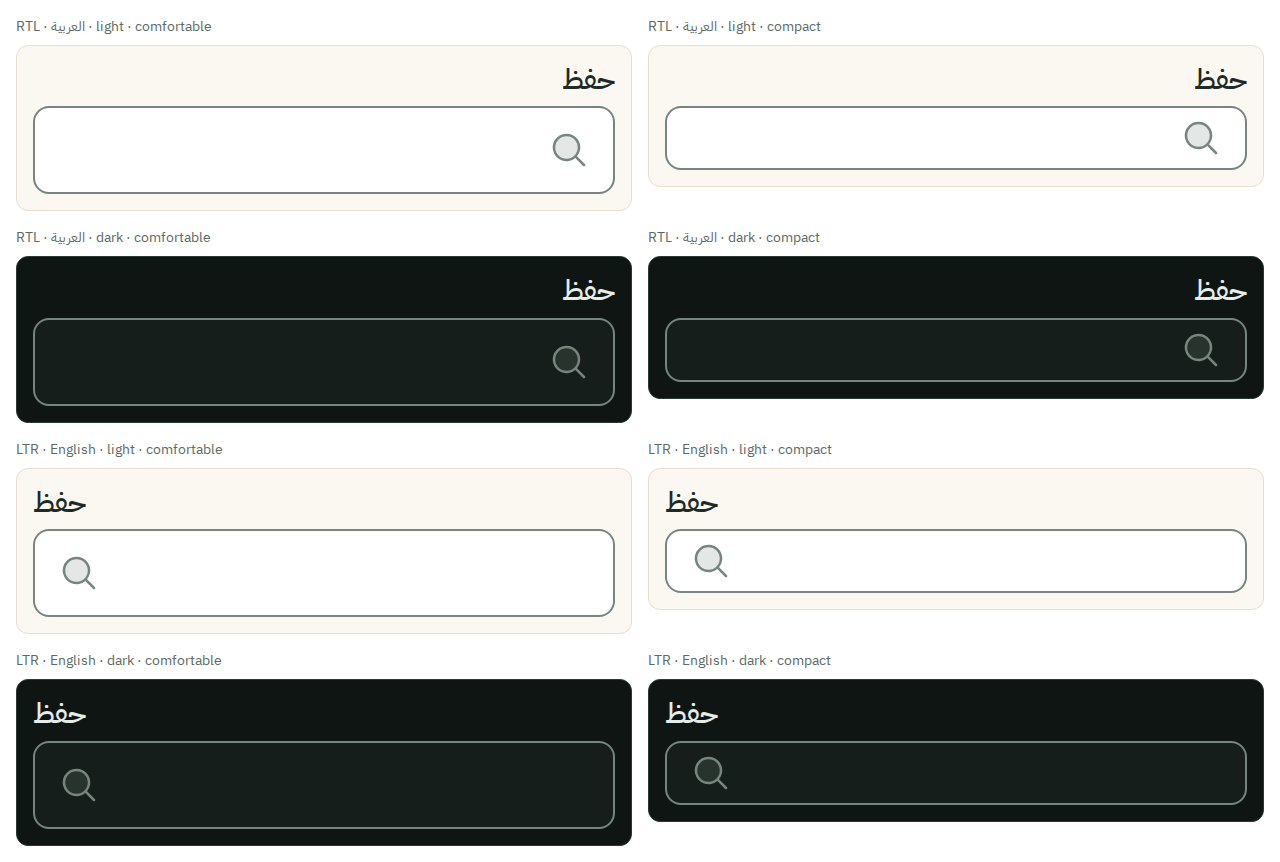 RTL · العربية · light · comfortable
حفظ
RTL · العربية · light · compact
حفظ
RTL · العربية · dark · comfortable
حفظ
RTL · العربية · dark · compact
حفظ
LTR · English · light · comfortable
حفظ
LTR · English · light · compact
حفظ
LTR · English · dark · comfortable
حفظ
LTR · English · dark · compact
حفظ